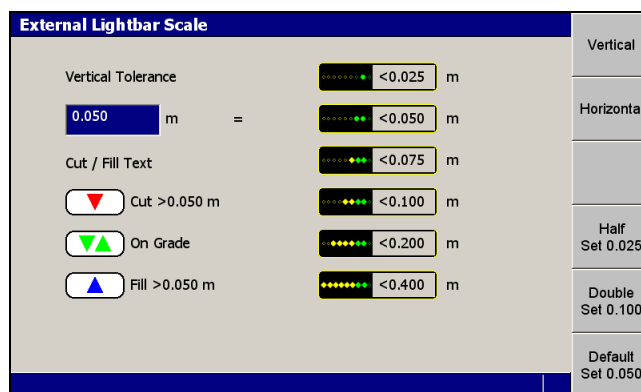 External Lightbar Scale
Vertical Tolerance
0.050 m =
Cut / Fill Text
Cut >0.050 m
On Grade
Fill >0.050 m
<0.025 m
<0.050 m
<0.075 m
<0.100 m
<0.200 m
<0.400 m
Vertical
Horizonta
Half
Set 0.025
Double
Set 0.100
Default
Set 0.050